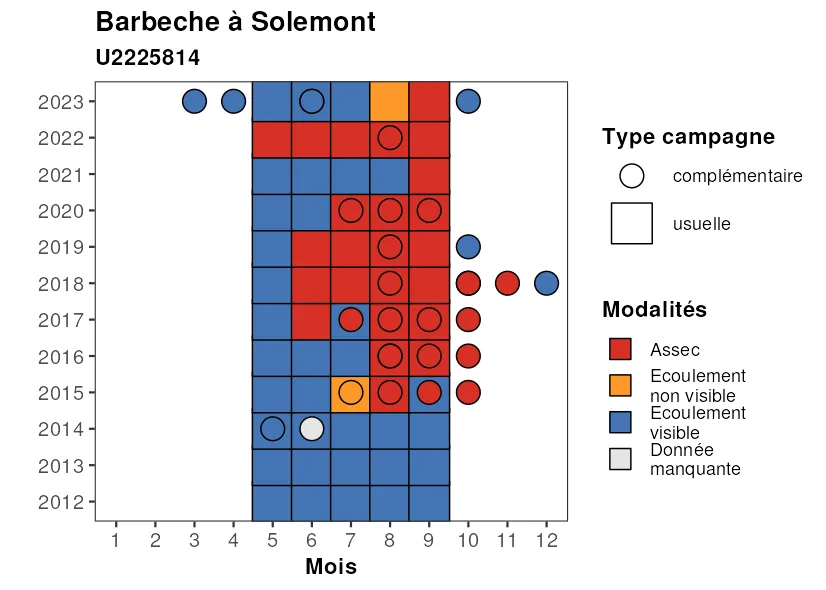 Barbeche à Solemont
U2225814
2023
2022
2021
2020
2019
2018
2017
2016
2015
2014
2013
2012
1 2 3 4 5 6 7 8 9 10 11 12
Mois
Type campagne
complémentaire
usuelle
Modalités
Assec
Ecoulement
non visible
Ecoulement
visible
Donnée
manquante